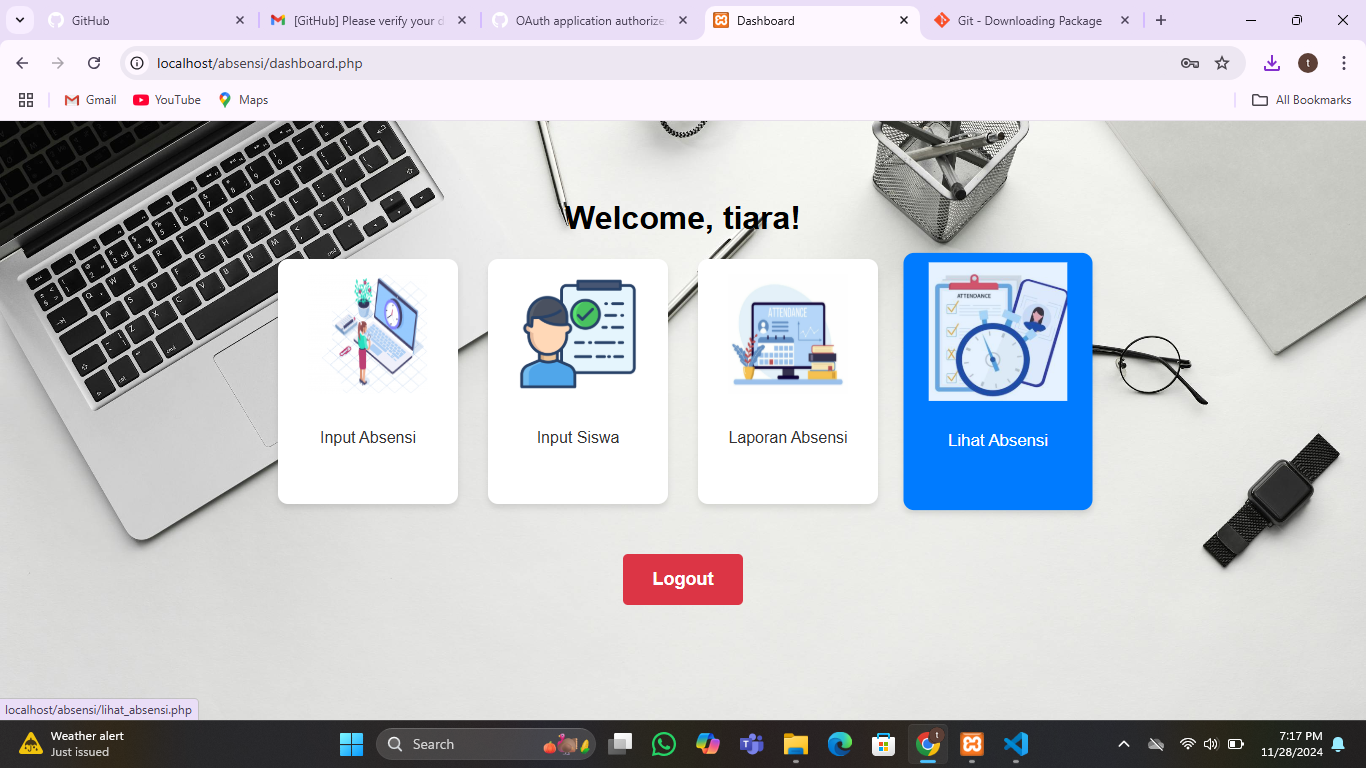 GitHub
[GitHub] Please verify your d
OAuth application authorize
Dashboard
Git - Downloading Package
localhost/absensi/dashboard.php
t
Gmail
YouTube
Maps
All Bookmarks
Welcome, tiara!
ATTENDANCE
ATTENDANCE
Input Absensi
Input Siswa
Laporan Absensi
Lihat Absensi
Logout
localhost/absensi/lihat_absensi.php
Weather alert
Just issued
Search
t
7:17 PM
11/28/2024